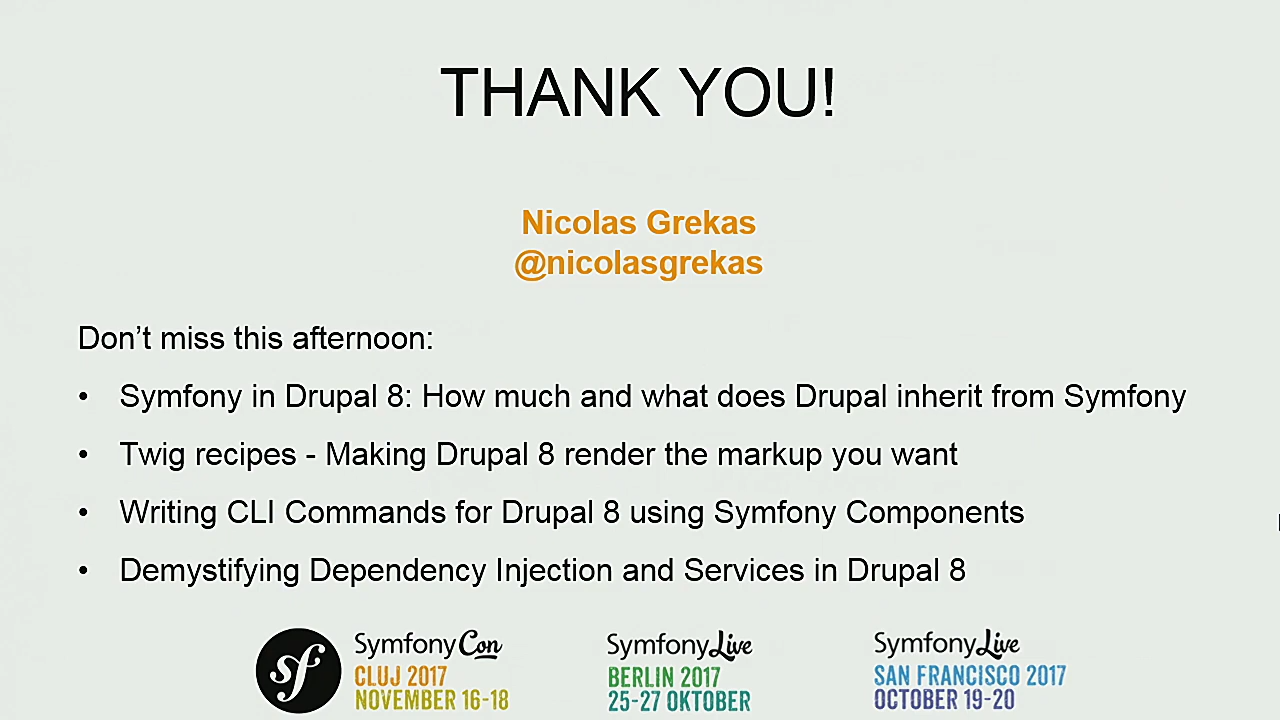 THANK YOU!
Nicolas Grekas
@nicolasgrekas
Don’t miss this afternoon:
• Symfony in Drupal 8: How much and what does Drupal inherit from Symfony
• Twig recipes - Making Drupal 8 render the markup you want
• Writing CLI Commands for Drupal 8 using Symfony Components
• Demystifying Dependency Injection and Services in Drupal 8
sf
SymfonyCon
CLUJ 2017
NOVEMBER 16-18
SymfonyLive
BERLIN 2017
25-27 OKTOBER
SymfonyLive
SAN FRANCISCO 2017
OCTOBER 19-20